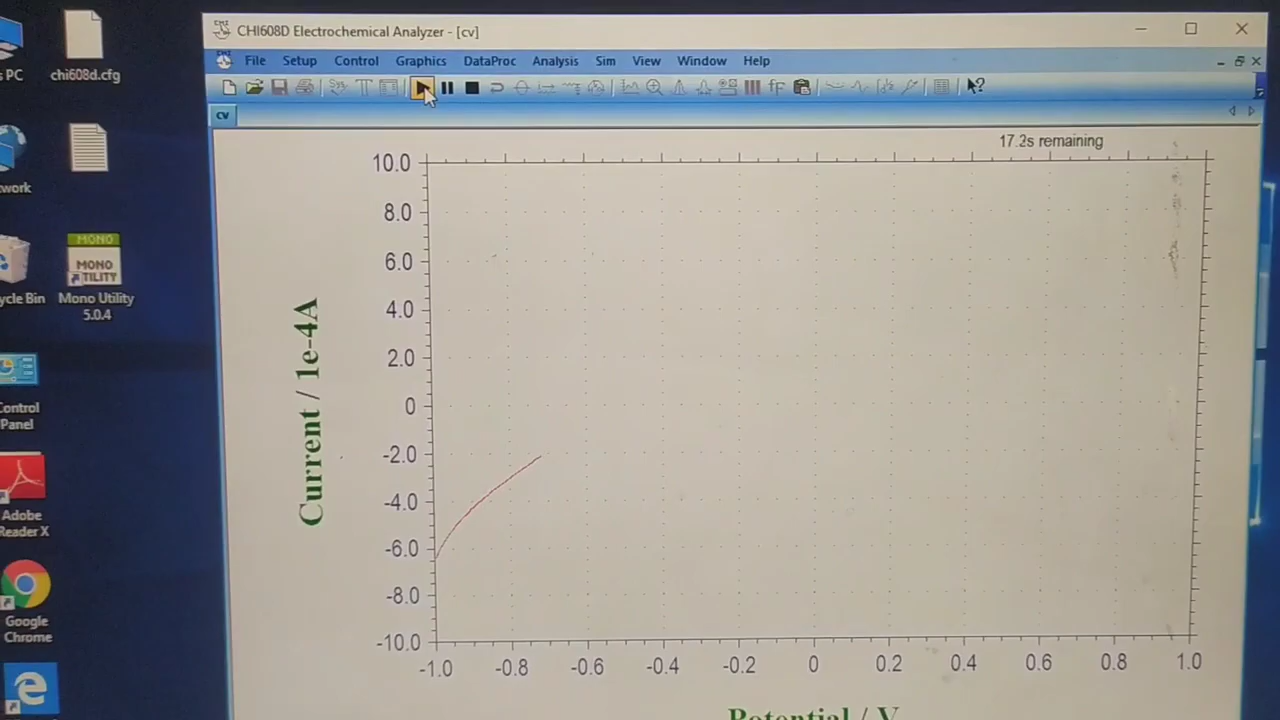 CHI608D Electrochemical Analyzer - [cv]
File Setup Control Graphics DataProc Analysis Sim View Window Help
cv
17.2s remaining
10.0
8.0
6.0
4.0
2.0
0
-2.0
-4.0
-6.0
-8.0
-10.0
Current / 1e-4A
-1.0 -0.8 -0.6 -0.4 -0.2 0 0.2 0.4 0.6 0.8 1.0
Potential / V
s PC
chi608d.cfg
twork
cycle Bin
MONO
MONO
UTILITY
Mono Utility
5.0.4
Control
Panel
Adobe
Reader X
Google
Chrome